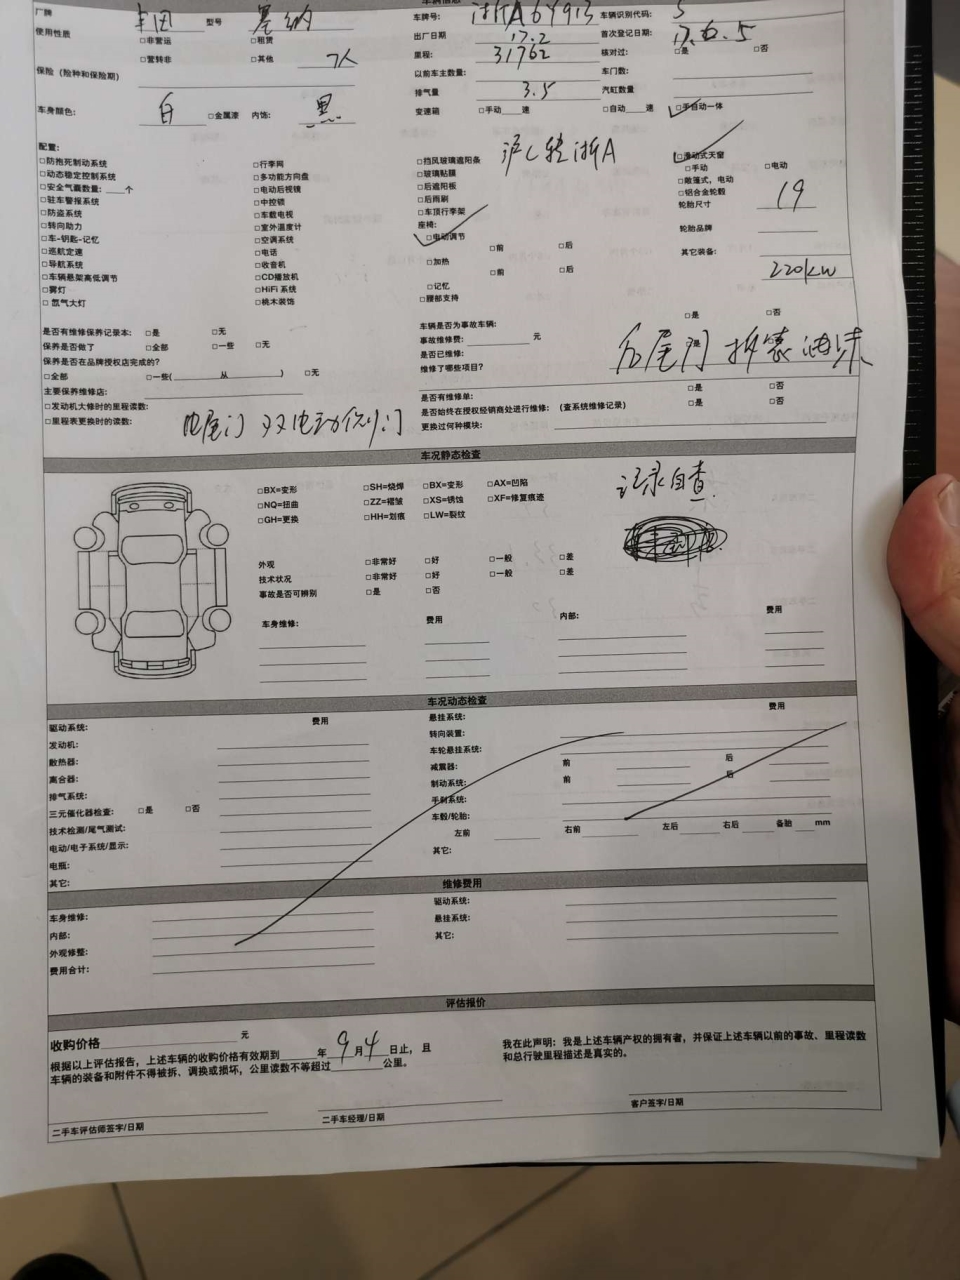 车辆信息
厂牌 丰田 型号 塞纳 车牌号: 浙A6Y913 车辆识别代码: S
使用性质 □非营运 □租赁 出厂日期 17.2 首次登记日期: 17.6.5
□营转非 □其他 7人 里程: 31762 核对过: □是 □否
保险(险种和保险期) 以前车主数量: 车门数:
排气量 3.5 汽缸数量
车身颜色: 白 □金属漆 内饰: 黑 变速箱 □手动 速 □自动 速 □手自动一体
沪C转浙A
配置:
□防抱死制动系统 □行李网 □挡风玻璃遮阳条 □滑动式天窗
□动态稳定控制系统 □多功能方向盘 □玻璃贴膜 □手动 □电动
□安全气囊数量: 个 □电动后视镜 □后遮阳板 □敞篷式,电动
□驻车警报系统 □中控锁 □后雨刷 □铝合金轮毂
□防盗系统 □车载电视 □车顶行李架 轮胎尺寸 19
□转向助力 □室外温度计 座椅: 轮胎品牌
□车-钥匙-记忆 □空调系统 □电动调节 □前 □后
□巡航定速 □电话 □加热 其它装备:
□导航系统 □收音机 □前 □后 220kw
□车辆悬架高低调节 □CD播放机 □记忆
□雾灯 □HiFi 系统 □腰部支持
□氙气大灯 □桃木装饰
是否有维修保养记录本: □是 □无 车辆是否为事故车辆: □是 □否
保养是否做了 □全部 □一些 □无 事故维修费: 元
保养是否在品牌授权店完成的? 是否已维修: □是
□全部 □一些( 从 ) □无 维修了哪些项目? 后尾门 拆装油漆
主要保养维修店: 是否有维修单: □是 □否
□发动机大修时的里程读数: 是否始终在授权经销商处进行维修: (查系统维修记录) □是 □否
□里程表更换时的读数: 电尾门 双电动侧门 更换过何种模块:
车况静态检查
□BX=变形 □SH=烧焊 □BX=变形 □AX=凹陷 记录自查
□NQ=扭曲 □ZZ=褶皱 □XS=锈蚀 □XF=修复痕迹
□GH=更换 □HH=划痕 □LW=裂纹
外观 □非常好 □好 □一般 □差
技术状况 □非常好 □好 □一般 □差
事故是否可辨别 □是 □否
车身维修: 费用 内部: 费用
车况动态检查
驱动系统: 费用 悬挂系统: 费用
发动机: 转向装置:
散热器: 车轮悬挂系统:
离合器: 减震器: 前 后
排气系统: 制动系统: 前 后
三元催化器检查: □是 □否 手刹系统:
技术检测/尾气测试: 车毂/轮胎:
电动/电子系统/显示: 左前 右前 左后 右后 备胎 mm
电瓶: 其它:
其它:
维修费用
车身维修: 驱动系统:
内部: 悬挂系统:
外观修整: 其它:
费用合计:
评估报价
收购价格 元
根据以上评估报告,上述车辆的收购价格有效期到 年 9 月 4 日止,且
车辆的装备和附件不得被拆、调换或损坏,公里读数不等超过 公里。
我在此声明:我是上述车辆产权的拥有者,并保证上述车辆以前的事故、里程读数
和总行驶里程描述是真实的。
二手车评估师签字/日期 二手车经理/日期 客户签字/日期